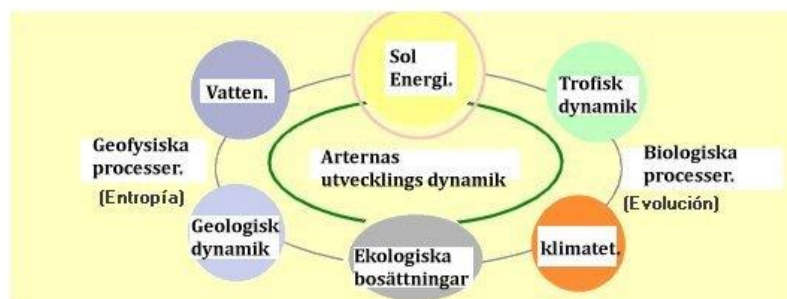 Sol
Energi.
Vatten.
Trofisk
dynamik
Geofysiska
processer.
(Entropía)
Arternas
utvecklings dynamik
Biologiska
processer.
(Evolución)
Geologisk
dynamik
Ekologiska
bosättningar
klimatet.